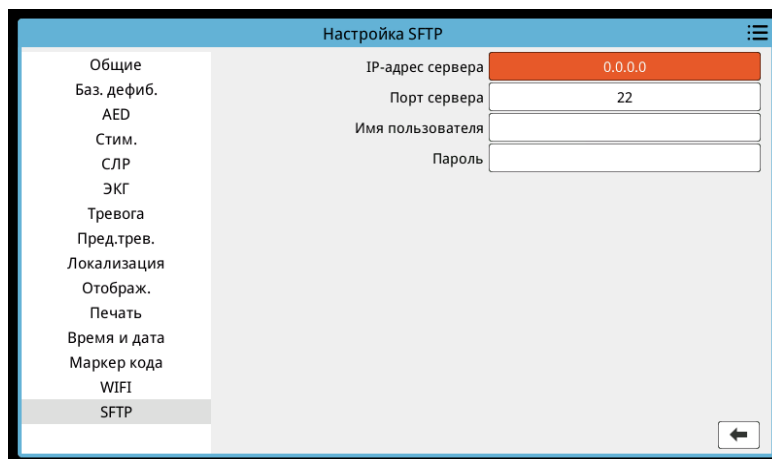 Настройка SFTP
Общие
Баз. дефиб.
AED
Стим.
СЛР
ЭКГ
Тревога
Пред.трев.
Локализация
Отображ.
Печать
Время и дата
Маркер кода
WIFI
SFTP
IP-адрес сервера 0.0.0.0
Порт сервера 22
Имя пользователя
Пароль